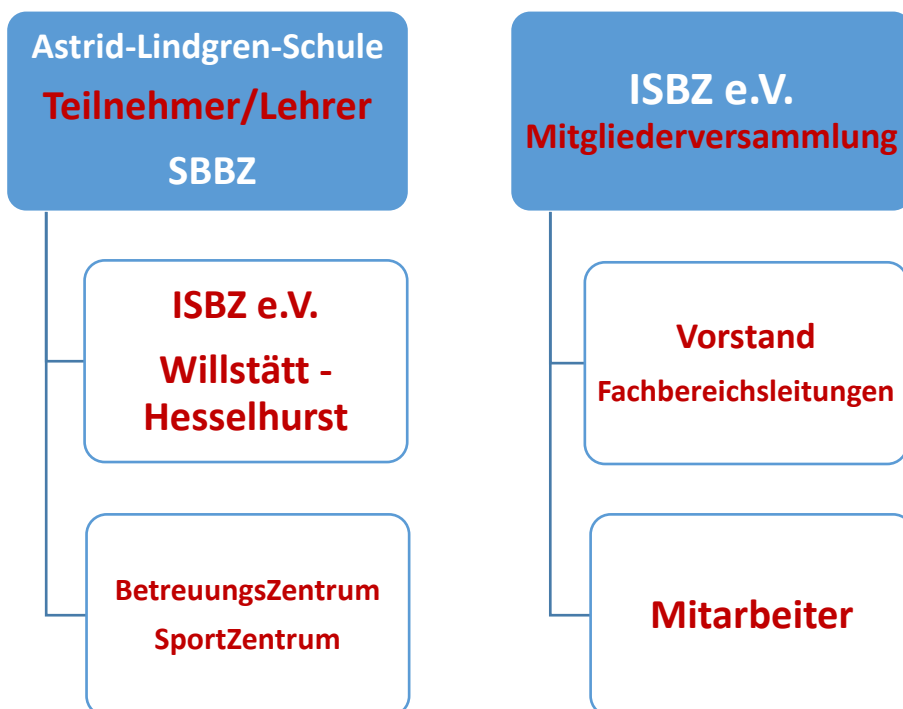 Astrid-Lindgren-Schule
Teilnehmer/Lehrer
SBBZ
ISBZ e.V.
Willstätt -
Hesselhurst
BetreuungsZentrum
SportZentrum
ISBZ e.V.
Mitgliederversammlung
Vorstand
Fachbereichsleitungen
Mitarbeiter